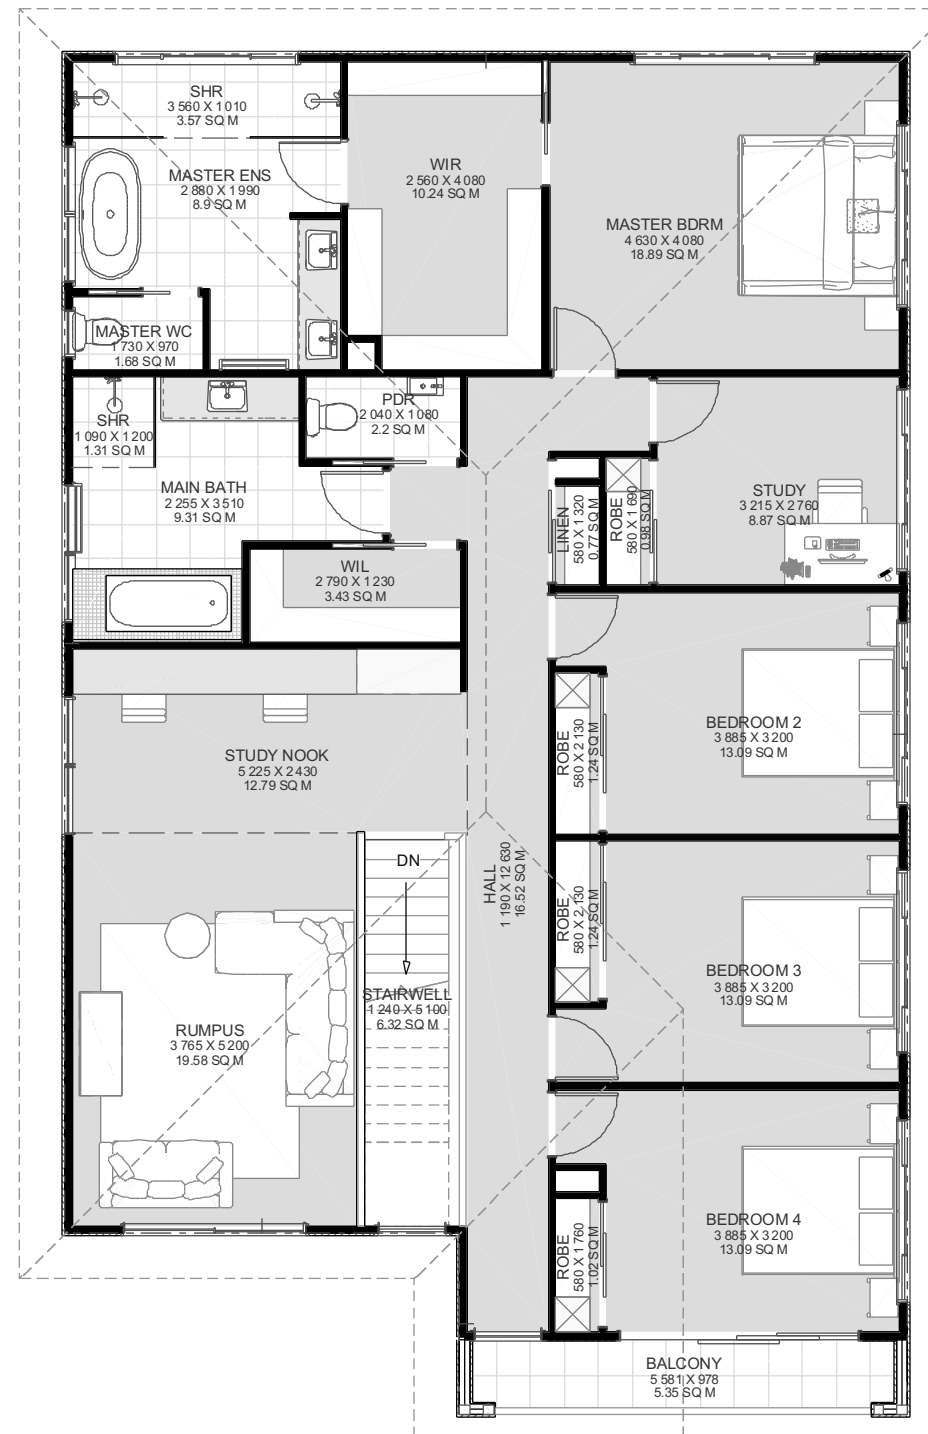 SHR
3 560 X 1 010
3.57 SQ M
MASTER ENS
2 880 X 1 990
8.9 SQ M
WIR
2 560 X 4 080
10.24 SQ M
MASTER BDRM
4 630 X 4 080
18.89 SQ M
MASTER WC
1 730 X 970
1.68 SQ M
SHR
1 090 X 1 200
1.31 SQ M
PDR
2 040 X 1 080
2.2 SQ M
MAIN BATH
2 255 X 3 510
9.31 SQ M
LINEN
580 X 1 320
0.77 SQ M
ROBE
580 X 1 690
0.98 SQ M
STUDY
3 215 X 2 760
8.87 SQ M
WIL
2 790 X 1 230
3.43 SQ M
STUDY NOOK
5 225 X 2 430
12.79 SQ M
ROBE
580 X 2 130
1.24 SQ M
BEDROOM 2
3 885 X 3 200
13.09 SQ M
DN
HALL
1 190 X 12 630
16.52 SQ M
ROBE
580 X 2 130
1.24 SQ M
BEDROOM 3
3 885 X 3 200
13.09 SQ M
STAIRWELL
1 240 X 5 100
6.32 SQ M
RUMPUS
3 765 X 5 200
19.58 SQ M
ROBE
580 X 1 760
1.02 SQ M
BEDROOM 4
3 885 X 3 200
13.09 SQ M
BALCONY
5 581 X 978
5.35 SQ M